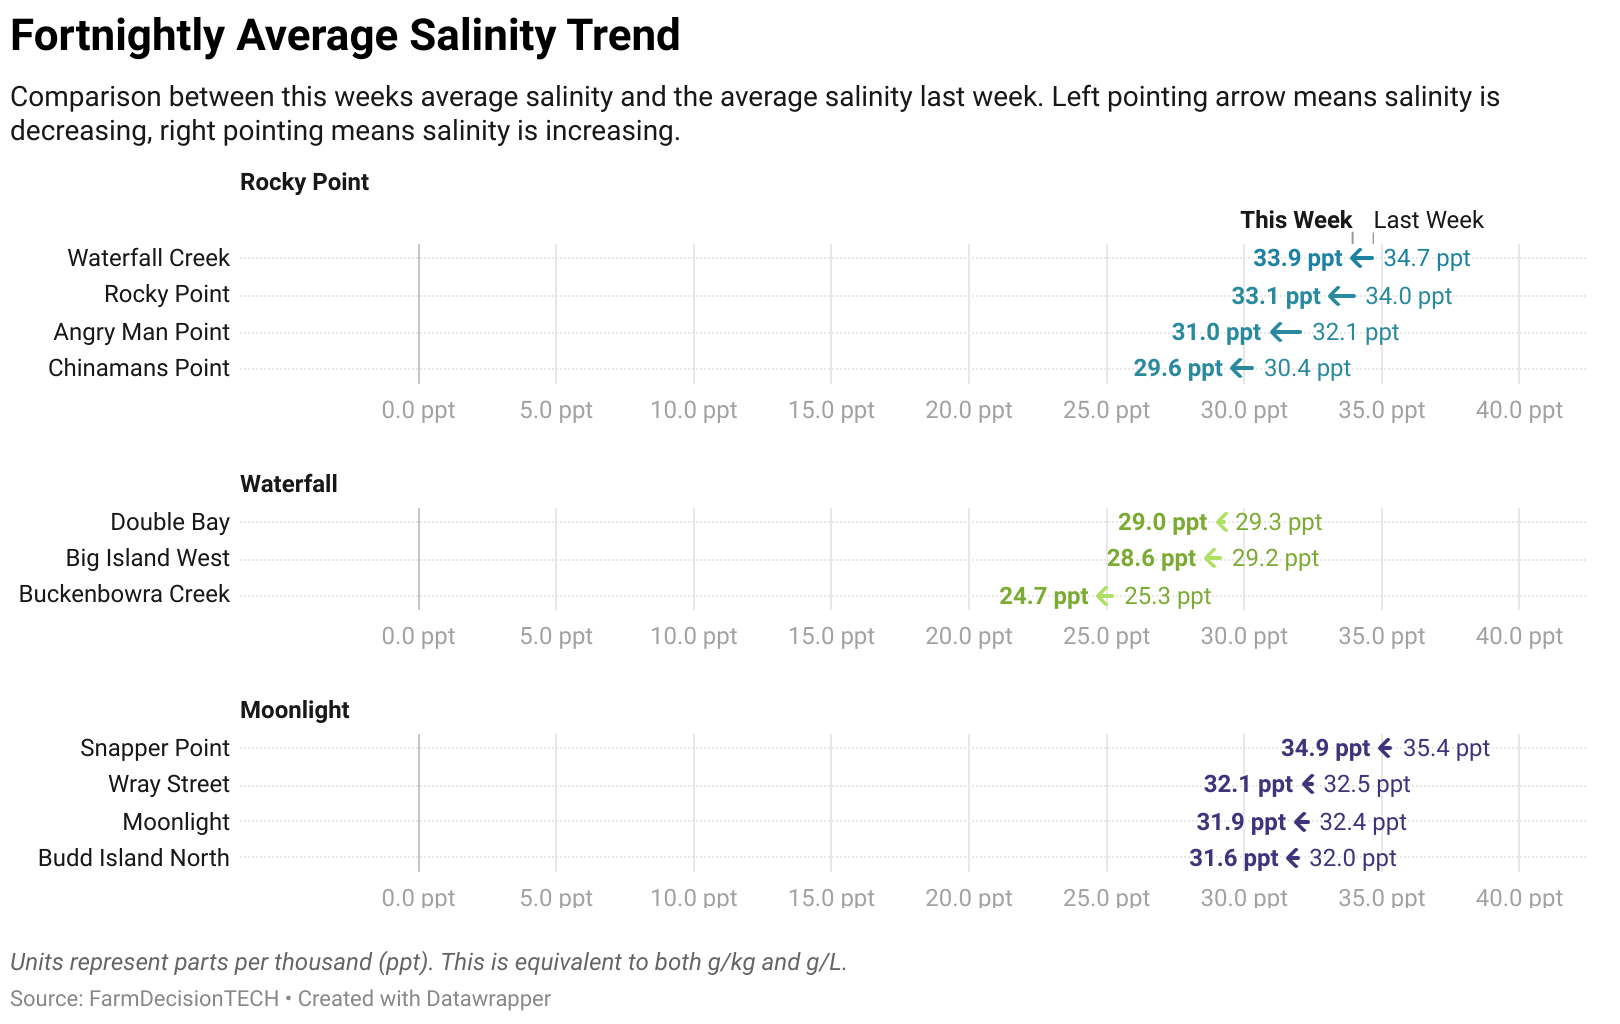 Fortnightly Average Salinity Trend
Comparison between this weeks average salinity and the average salinity last week. Left pointing arrow means salinity is
decreasing, right pointing means salinity is increasing.
Rocky Point
This Week Last Week
Waterfall Creek 33.9 ppt 34.7 ppt
Rocky Point 33.1 ppt 34.0 ppt
Angry Man Point 31.0 ppt 32.1 ppt
Chinamans Point 29.6 ppt 30.4 ppt
0.0 ppt 5.0 ppt 10.0 ppt 15.0 ppt 20.0 ppt 25.0 ppt 30.0 ppt 35.0 ppt 40.0 ppt
Waterfall
Double Bay 29.0 ppt 29.3 ppt
Big Island West 28.6 ppt 29.2 ppt
Buckenbowra Creek 24.7 ppt 25.3 ppt
0.0 ppt 5.0 ppt 10.0 ppt 15.0 ppt 20.0 ppt 25.0 ppt 30.0 ppt 35.0 ppt 40.0 ppt
Moonlight
Snapper Point 34.9 ppt 35.4 ppt
Wray Street 32.1 ppt 32.5 ppt
Moonlight 31.9 ppt 32.4 ppt
Budd Island North 31.6 ppt 32.0 ppt
0.0 ppt 5.0 ppt 10.0 ppt 15.0 ppt 20.0 ppt 25.0 ppt 30.0 ppt 35.0 ppt 40.0 ppt
Units represent parts per thousand (ppt). This is equivalent to both g/kg and g/L.
Source: FarmDecisionTECH • Created with Datawrapper